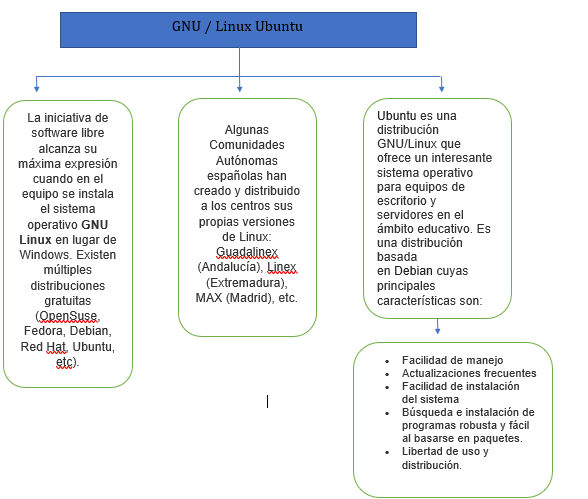 GNU / Linux Ubuntu
La iniciativa de
software libre
alcanza su
máxima expresión
cuando en el
equipo se instala
el sistema
operativo GNU
Linux en lugar de
Windows. Existen
múltiples
distribuciones
gratuitas
(OpenSuse,
Fedora, Debian,
Red Hat, Ubuntu,
etc).
Algunas
Comunidades
Autónomas
españolas han
creado y distribuido
a los centros sus
propias versiones
de Linux:
Guadalinex
(Andalucía), Linex
(Extremadura),
MAX (Madrid), etc.
Ubuntu es una
distribución
GNU/Linux que
ofrece un interesante
sistema operativo
para equipos de
escritorio y
servidores en el
ámbito educativo. Es
una distribución
basada
en Debian cuyas
principales
características son:
• Facilidad de manejo
• Actualizaciones frecuentes
• Facilidad de instalación
del sistema
• Búsqueda e instalación de
programas robusta y fácil
al basarse en paquetes.
• Libertad de uso y
distribución.